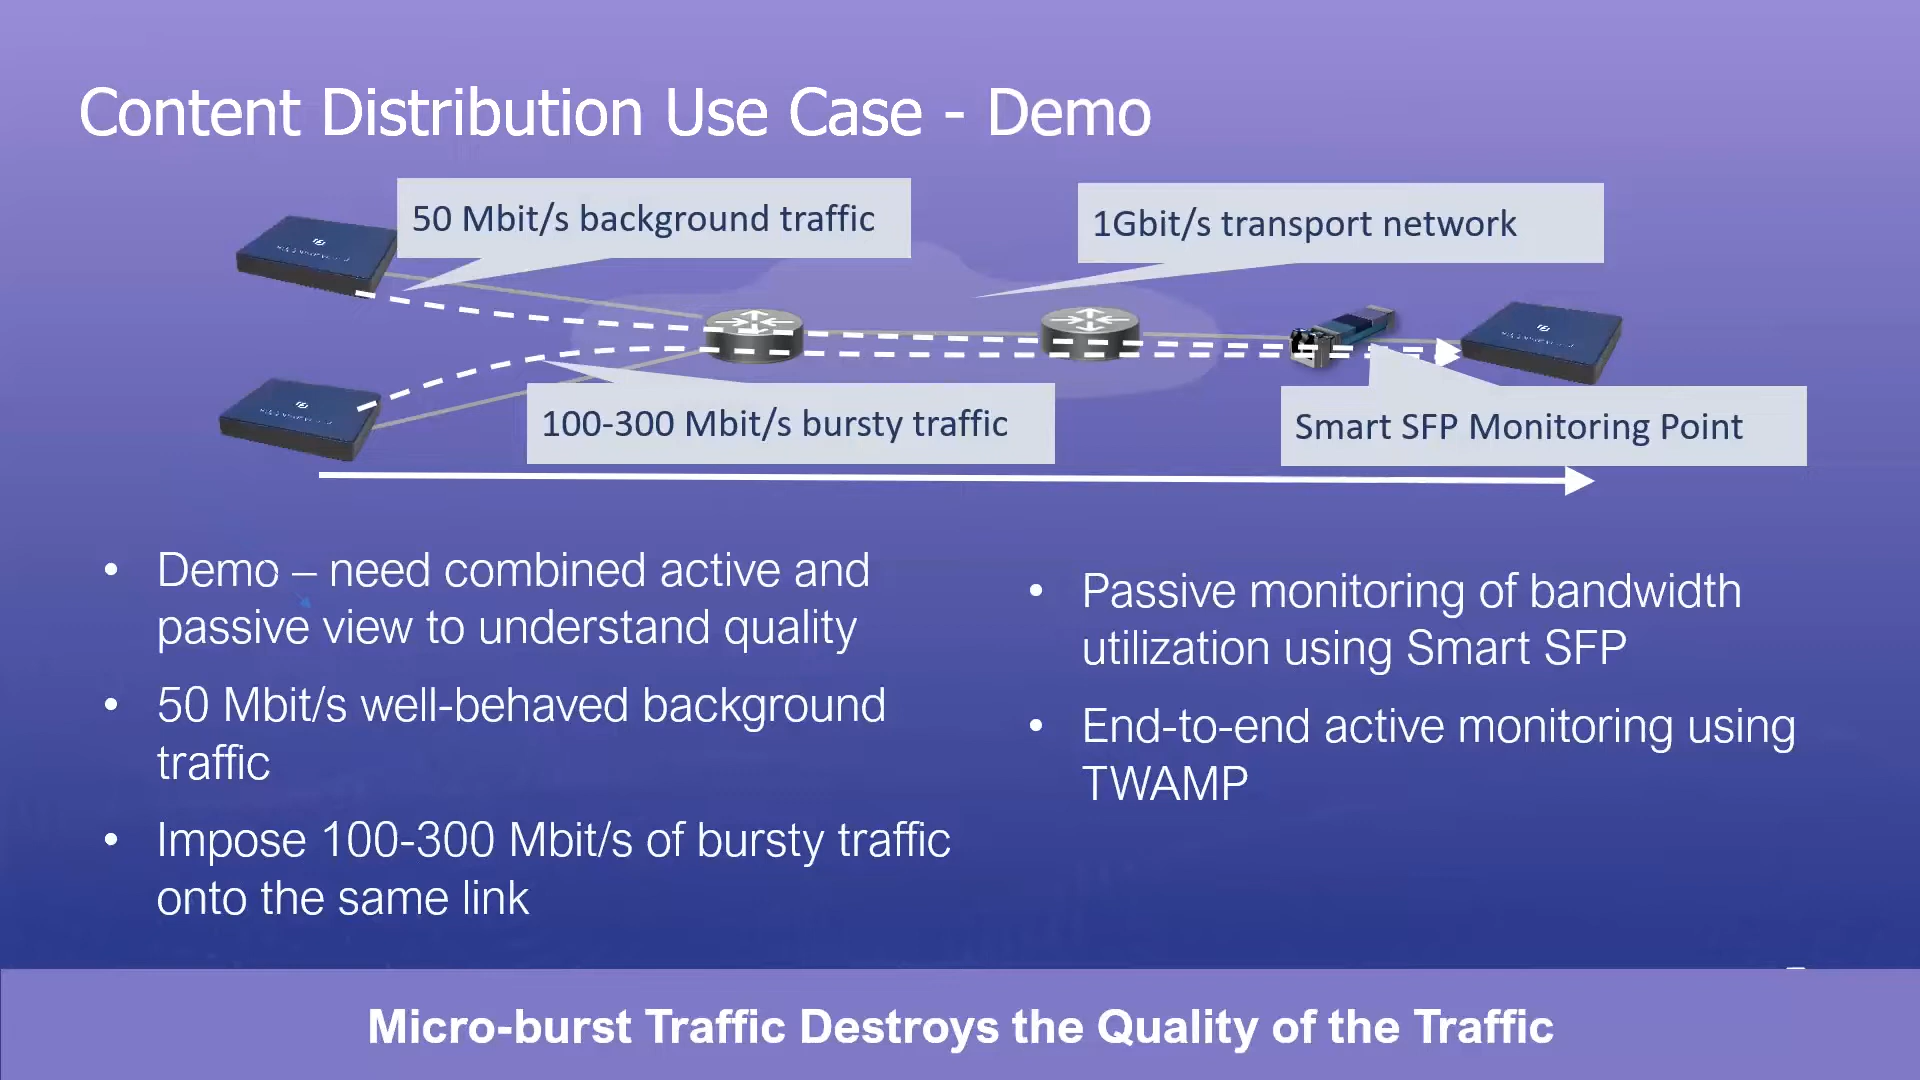 Content Distribution Use Case - Demo
50 Mbit/s background traffic
1Gbit/s transport network
100-300 Mbit/s bursty traffic
Smart SFP Monitoring Point
• Demo – need combined active and
passive view to understand quality
• 50 Mbit/s well-behaved background
traffic
• Impose 100-300 Mbit/s of bursty traffic
onto the same link
• Passive monitoring of bandwidth
utilization using Smart SFP
• End-to-end active monitoring using
TWAMP
Micro-burst Traffic Destroys the Quality of the Traffic